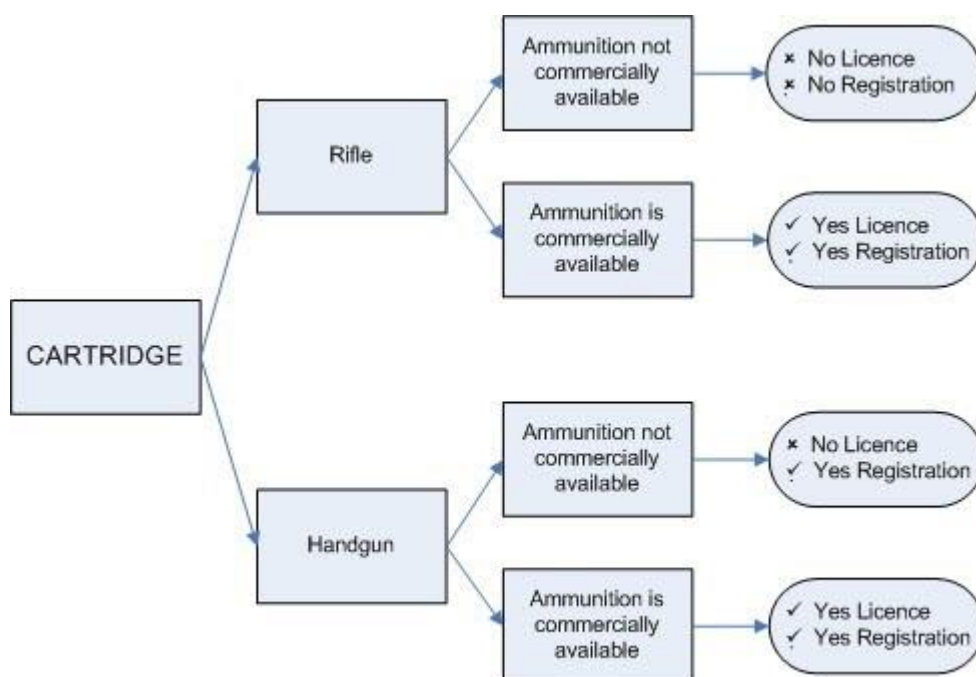 CARTRIDGE
Rifle
Ammunition not
commercially
available
× No Licence
× No Registration
Ammunition is
commercially
available
✓ Yes Licence
✓ Yes Registration
Handgun
Ammunition not
commercially
available
× No Licence
✓ Yes Registration
Ammunition is
commercially
available
✓ Yes Licence
✓ Yes Registration